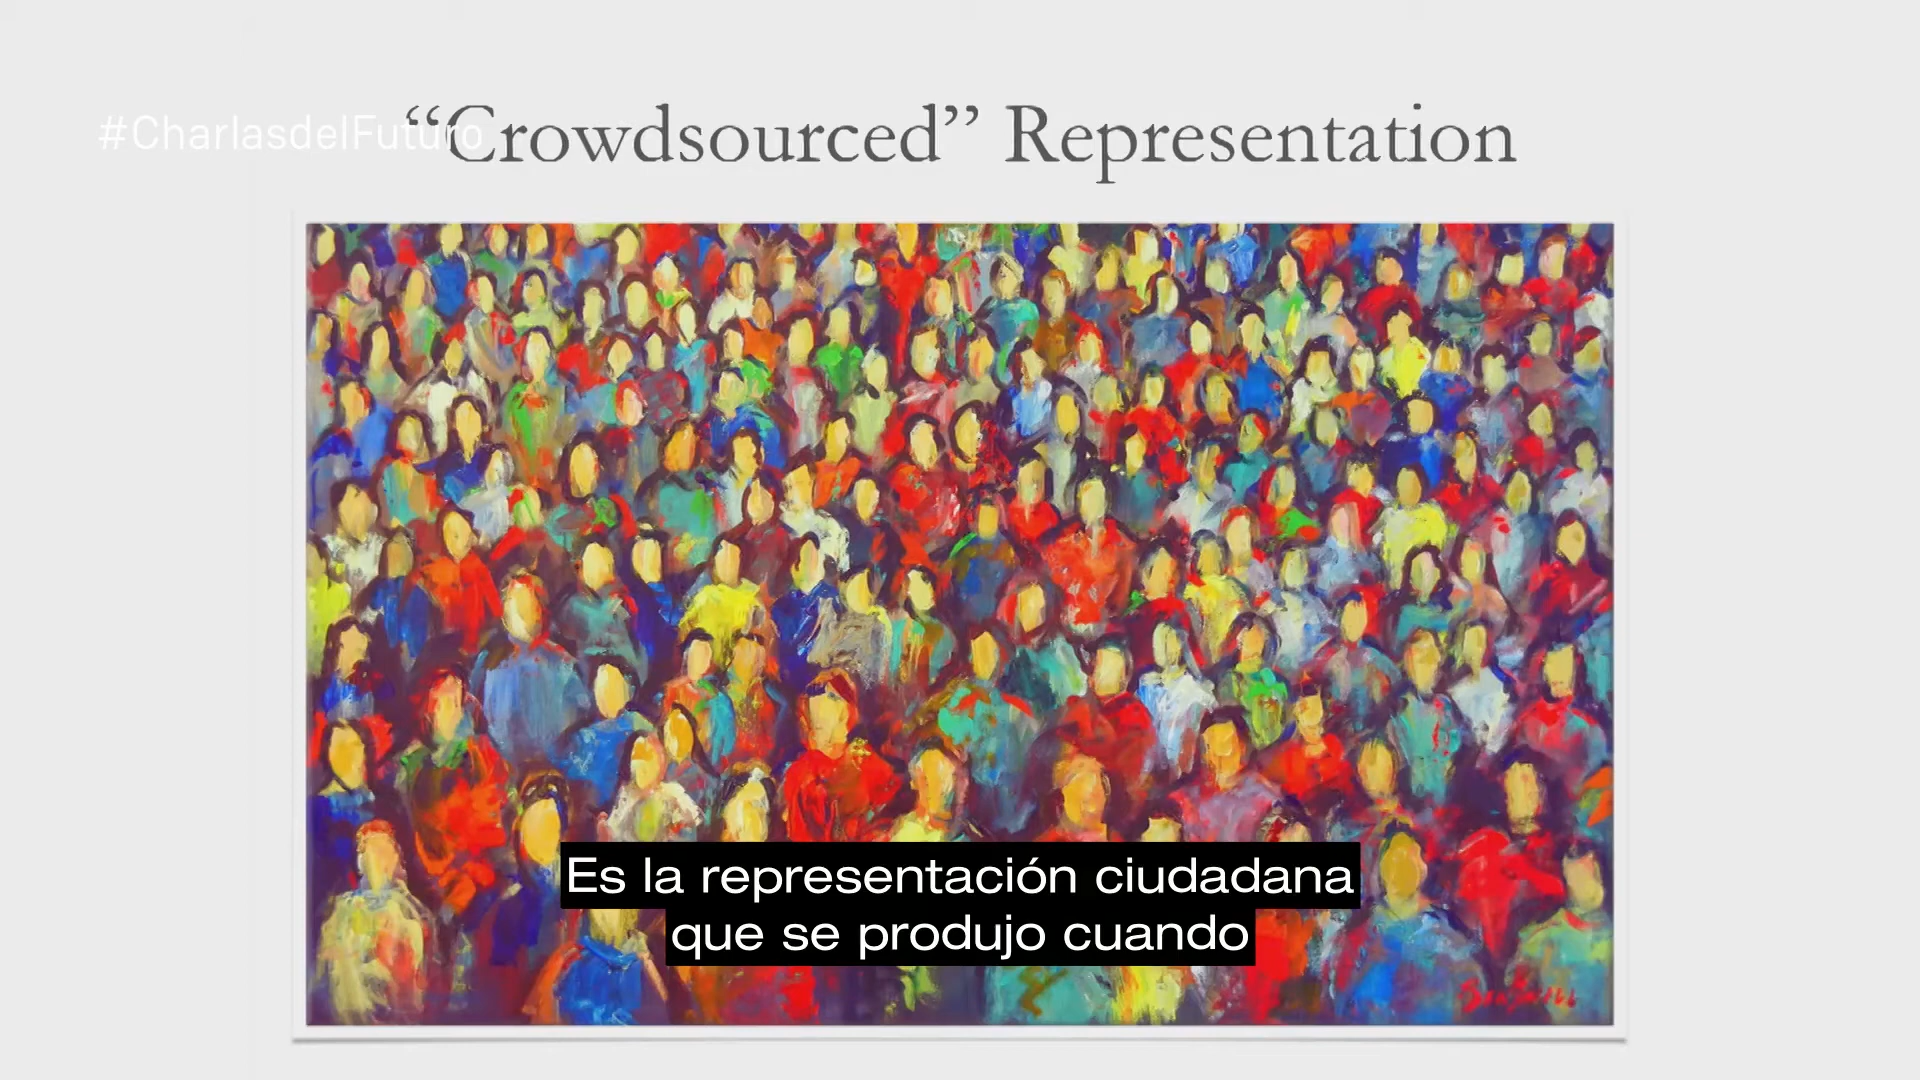 #CharlasdelFuturo
“Crowdsourced” Representation
Es la representación ciudadana
que se produjo cuando